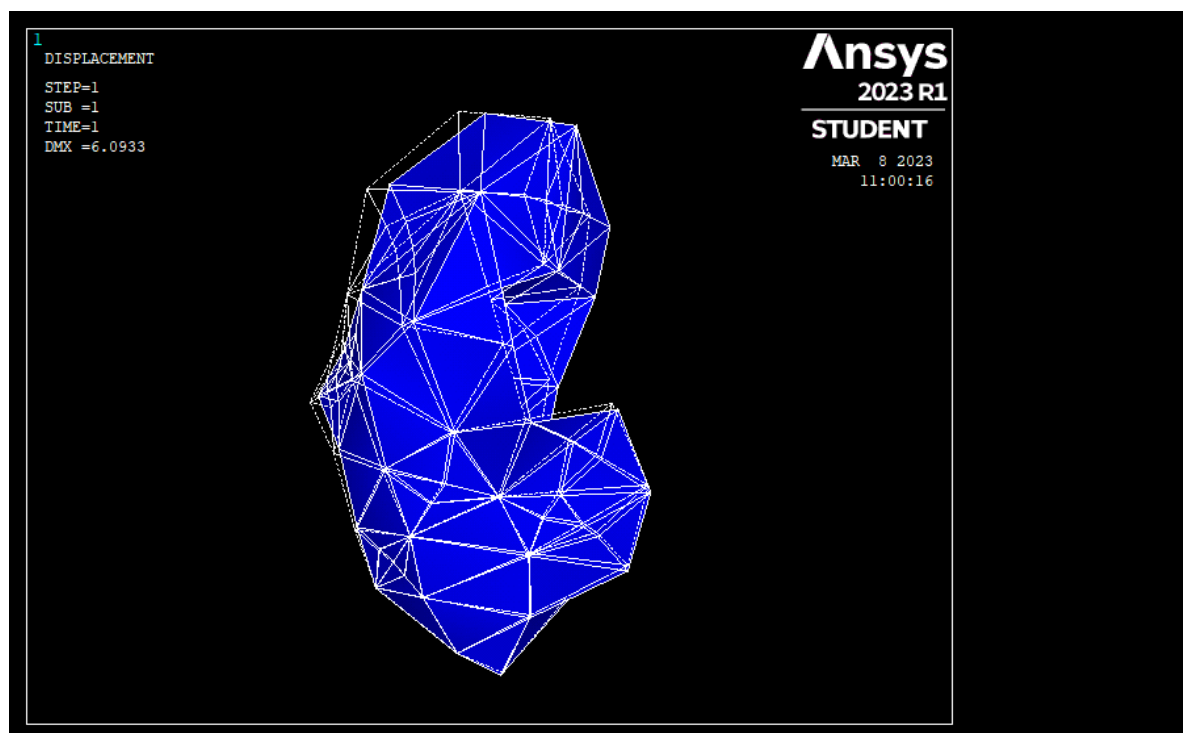 1
DISPLACEMENT
STEP=1
SUB =1
TIME=1
DMX =6.0933
Ansys
2023 R1
STUDENT
MAR  8 2023
11:00:16